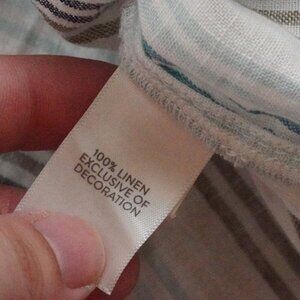 100% LINEN
EXCLUSIVE OF
DECORATION